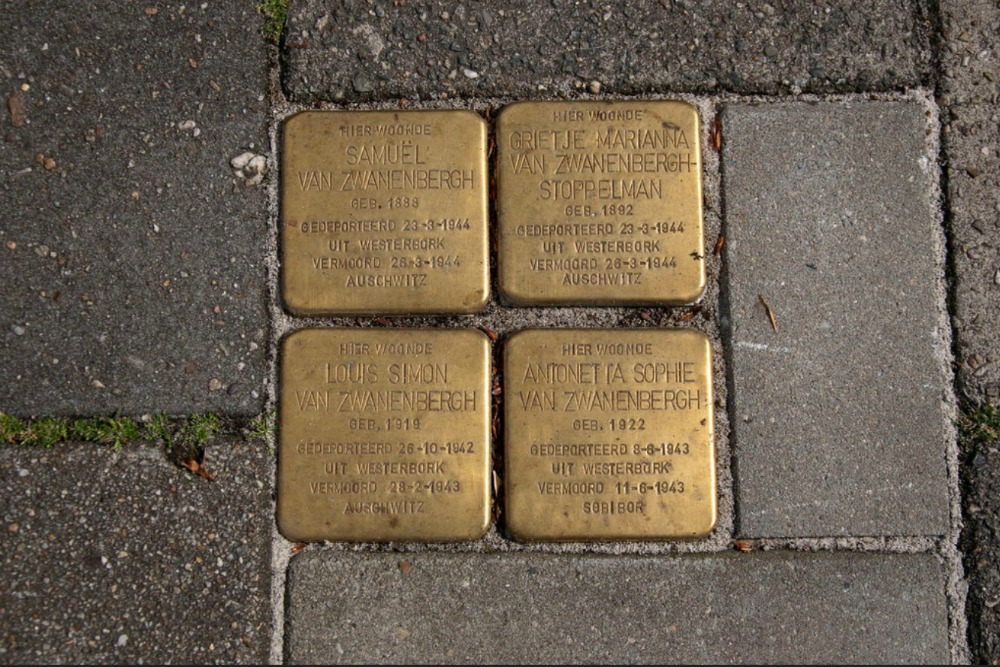 HIER WOONDE
SAMUËL
VAN ZWANENBERGH
GEB. 1888
GEDEPORTEERD 23-3-1944
UIT WESTERBORK
VERMOORD 26-3-1944
AUSCHWITZ
HIER WOONDE
GRIETJE MARIANNA
VAN ZWANENBERGH-
STOPPELMAN
GEB. 1892
GEDEPORTEERD 23-3-1944
UIT WESTERBORK
VERMOORD 26-3-1944
AUSCHWITZ
HIER WOONDE
LOUIS SIMON
VAN ZWANENBERGH
GEB. 1919
GEDEPORTEERD 26-10-1942
UIT WESTERBORK
VERMOORD 28-2-1943
AUSCHWITZ
HIER WOONDE
ANTONETTA SOPHIE
VAN ZWANENBERGH
GEB. 1922
GEDEPORTEERD 8-6-1943
UIT WESTERBORK
VERMOORD 11-6-1943
SOBIBOR